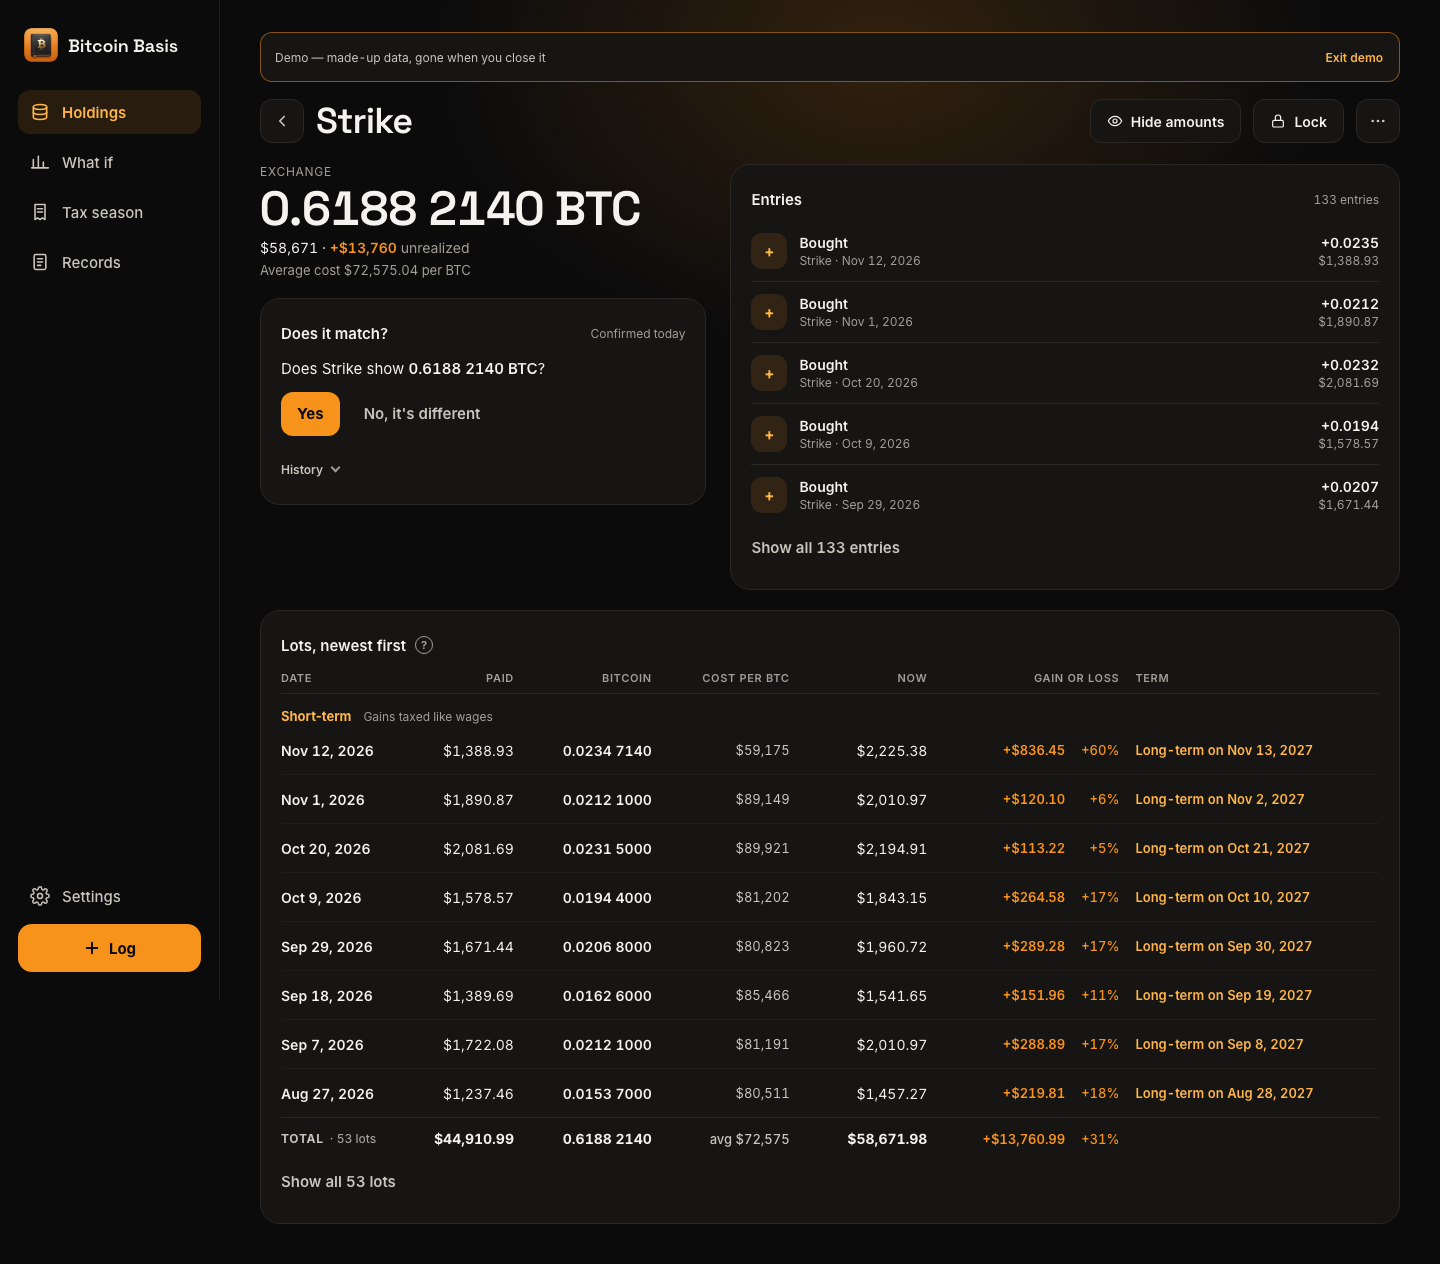 Bitcoin Basis
Holdings
What if
Tax season
Records
Settings
+ Log
Demo — made-up data, gone when you close it Exit demo
Strike
Hide amounts
Lock
EXCHANGE
0.6188 2140 BTC
$58,671 · +$13,760 unrealized
Average cost $72,575.04 per BTC
Does it match? Confirmed today
Does Strike show 0.6188 2140 BTC?
Yes No, it's different
History
Entries 133 entries
Bought +0.0235
Strike · Nov 12, 2026 $1,388.93
Bought +0.0212
Strike · Nov 1, 2026 $1,890.87
Bought +0.0232
Strike · Oct 20, 2026 $2,081.69
Bought +0.0194
Strike · Oct 9, 2026 $1,578.57
Bought +0.0207
Strike · Sep 29, 2026 $1,671.44
Show all 133 entries
Lots, newest first ?
DATE PAID BITCOIN COST PER BTC NOW GAIN OR LOSS TERM
Short-term Gains taxed like wages
Nov 12, 2026 $1,388.93 0.0234 7140 $59,175 $2,225.38 +$836.45 +60% Long-term on Nov 13, 2027
Nov 1, 2026 $1,890.87 0.0212 1000 $89,149 $2,010.97 +$120.10 +6% Long-term on Nov 2, 2027
Oct 20, 2026 $2,081.69 0.0231 5000 $89,921 $2,194.91 +$113.22 +5% Long-term on Oct 21, 2027
Oct 9, 2026 $1,578.57 0.0194 4000 $81,202 $1,843.15 +$264.58 +17% Long-term on Oct 10, 2027
Sep 29, 2026 $1,671.44 0.0206 8000 $80,823 $1,960.72 +$289.28 +17% Long-term on Sep 30, 2027
Sep 18, 2026 $1,389.69 0.0162 6000 $85,466 $1,541.65 +$151.96 +11% Long-term on Sep 19, 2027
Sep 7, 2026 $1,722.08 0.0212 1000 $81,191 $2,010.97 +$288.89 +17% Long-term on Sep 8, 2027
Aug 27, 2026 $1,237.46 0.0153 7000 $80,511 $1,457.27 +$219.81 +18% Long-term on Aug 28, 2027
TOTAL · 53 lots $44,910.99 0.6188 2140 avg $72,575 $58,671.98 +$13,760.99 +31%
Show all 53 lots